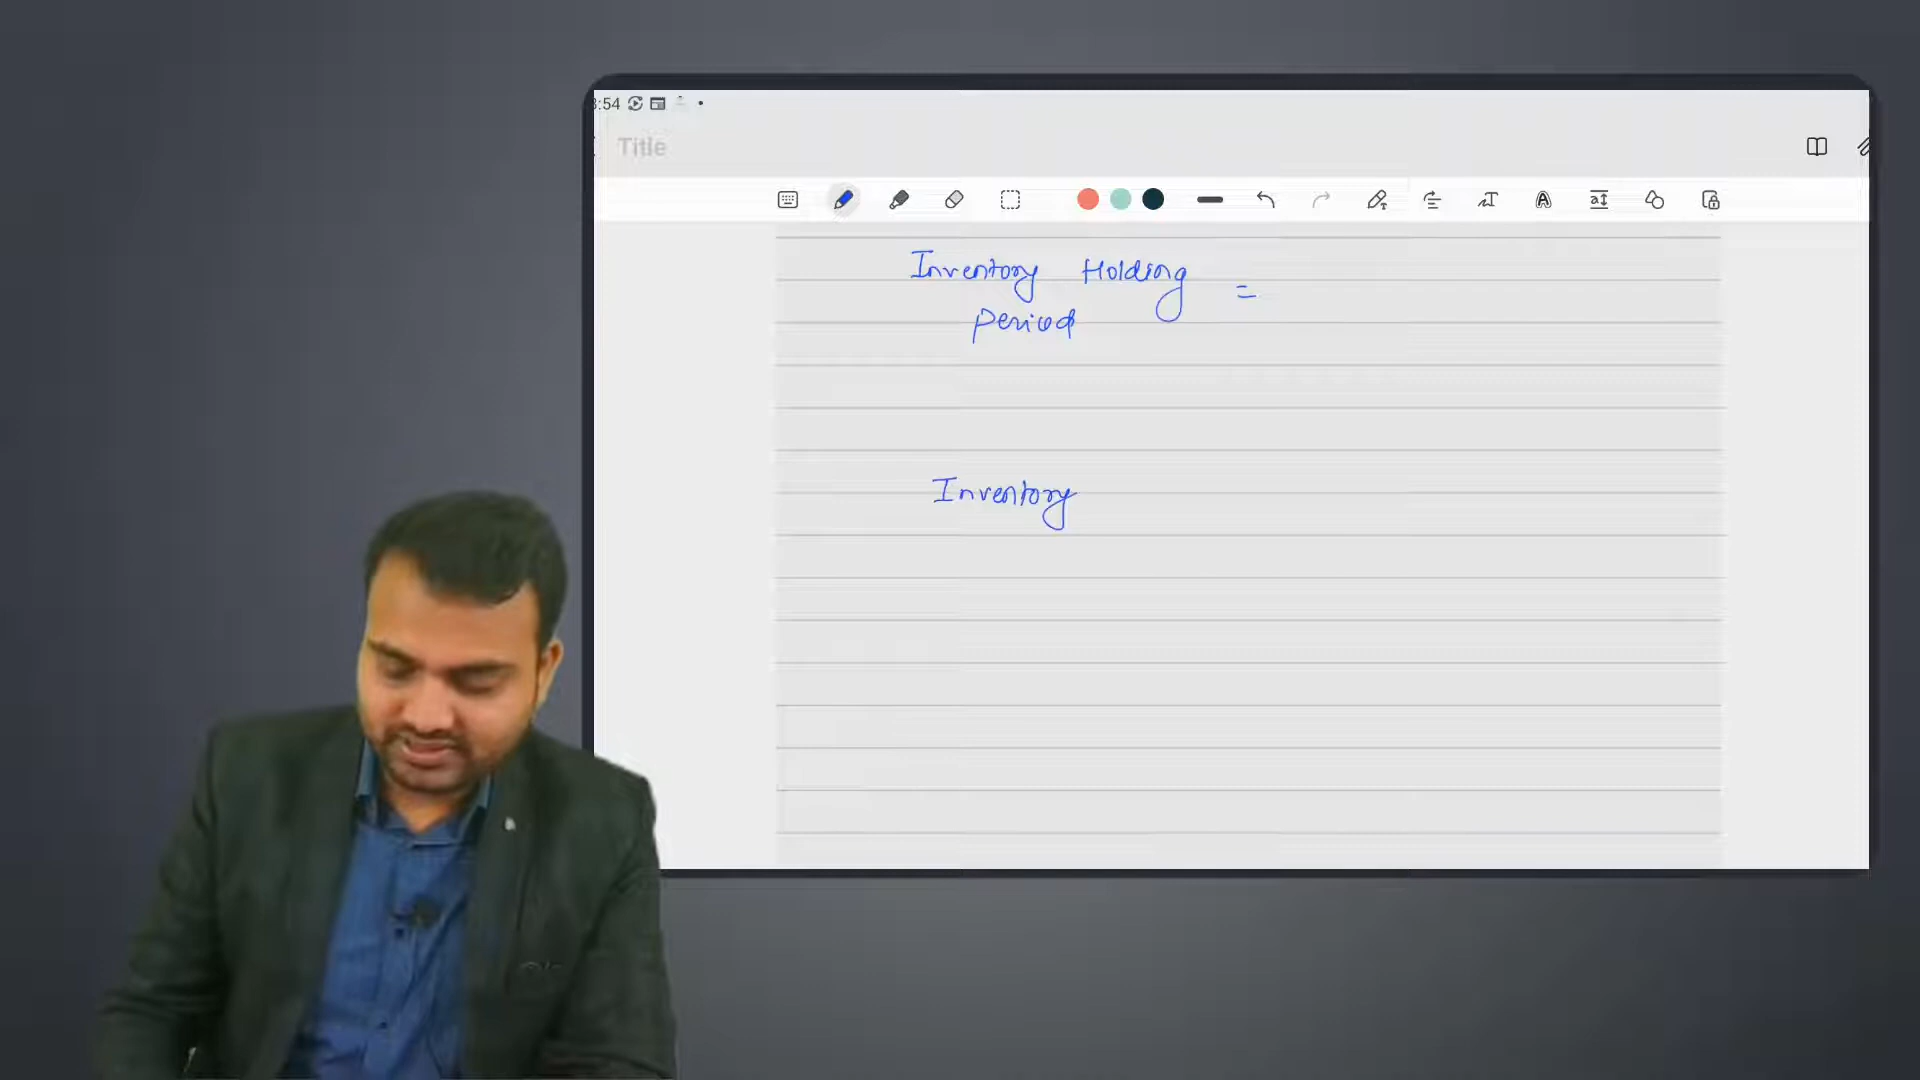 :54
Title
Inventory Holding =
Period
Inventory